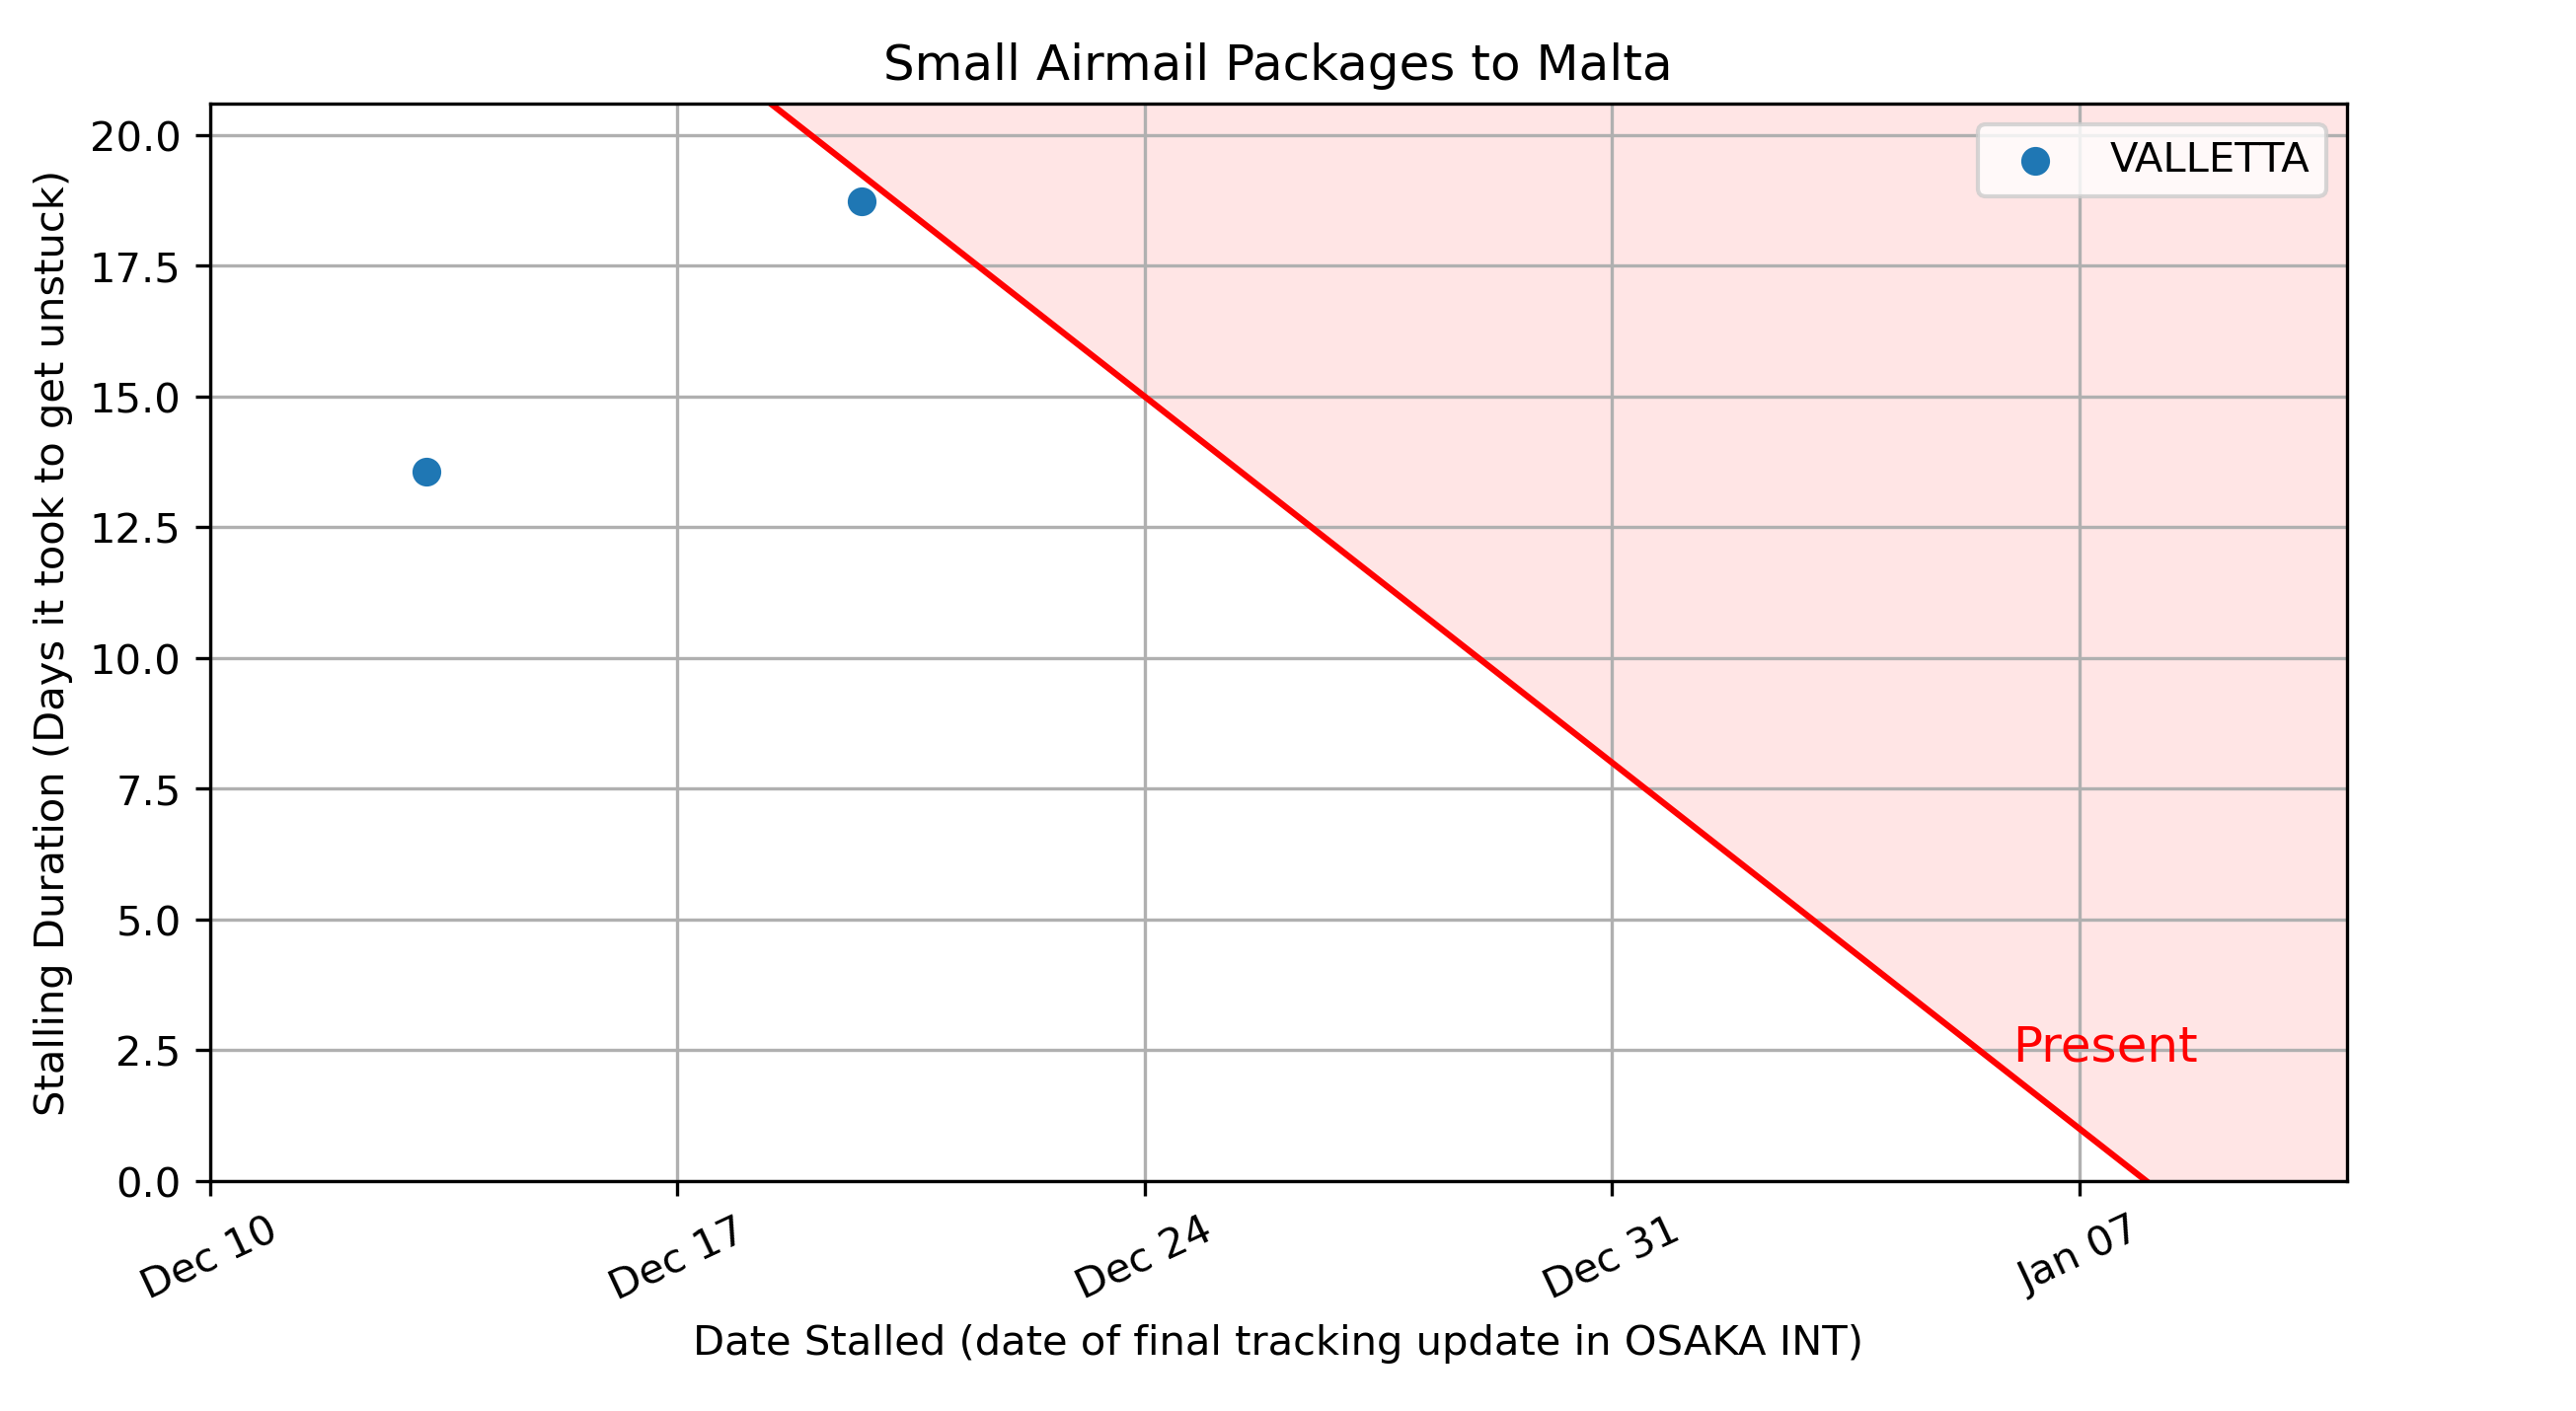 Small Airmail Packages to Malta
VALLETTA
Stalling Duration (Days it took to get unstuck)
20.0
17.5
15.0
12.5
10.0
7.5
5.0
2.5
0.0
Present
Dec 10
Dec 17
Dec 24
Dec 31
Jan 07
Date Stalled (date of final tracking update in OSAKA INT)